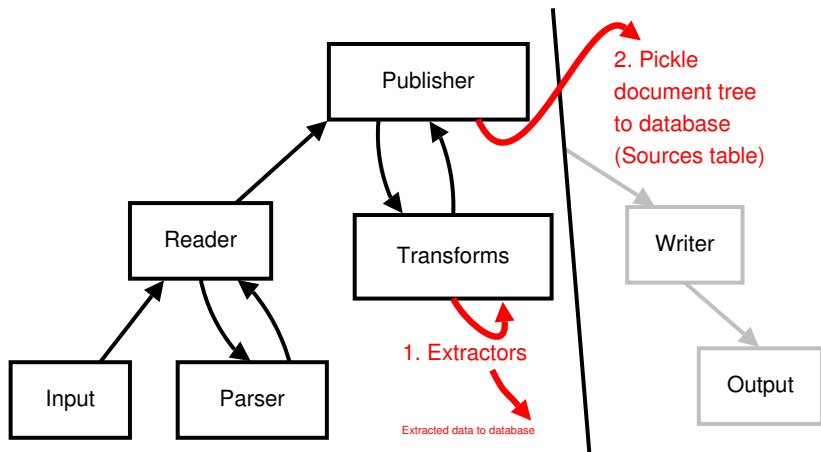 Publisher
2. Pickle
document tree
to database
(Sources table)
Reader
Transforms
Writer
1. Extractors
Input
Parser
Output
Extracted data to database